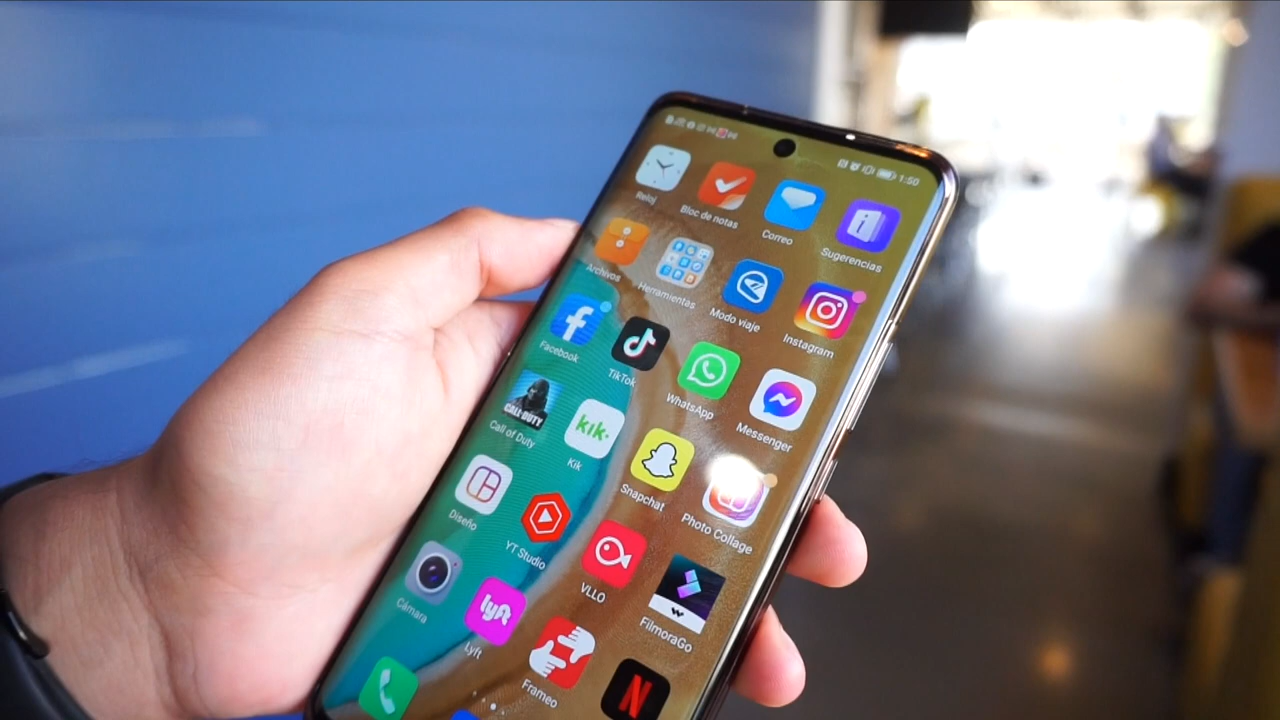 1:50
Reloj
Bloc de notas
Correo
Sugerencias
Archivos
Herramientas
Modo viaje
Instagram
Facebook
TikTok
WhatsApp
Messenger
CALL OF DUTY
Call of Duty
kik
Kik
Snapchat
Photo Collage
Diseño
YT Studio
VLLO
FilmoraGo
Cámara
lyft
Lyft
Frameo
N